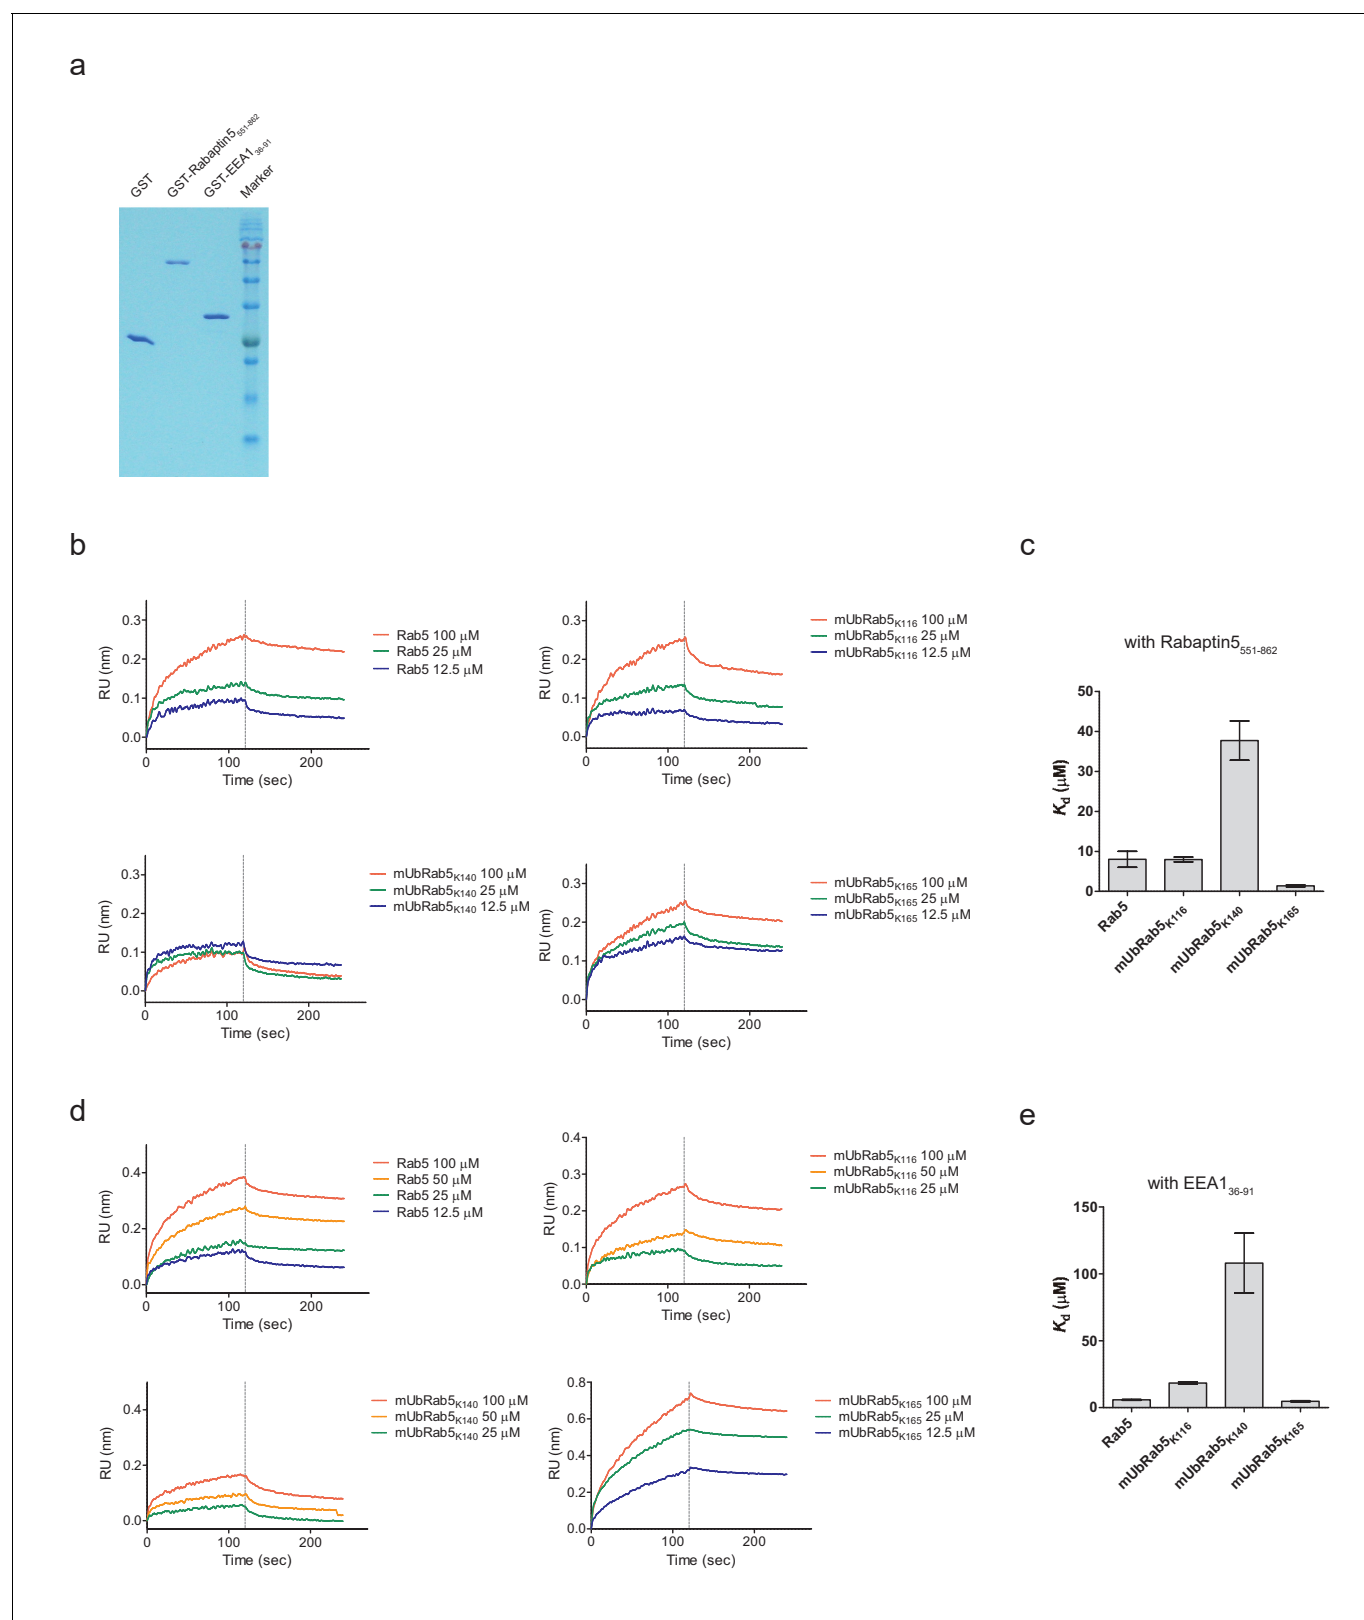 a
GST
GST-Rabaptin5551-862
GST-EEA136-91
Marker
b
RU (nm)
0.3
0.2
0.1
0.0
0
100
200
Time (sec)
Rab5 100 μM
Rab5 25 μM
Rab5 12.5 μM
RU (nm)
0.3
0.2
0.1
0.0
0
100
200
Time (sec)
mUbRab5K116 100 μM
mUbRab5K116 25 μM
mUbRab5K116 12.5 μM
RU (nm)
0.3
0.2
0.1
0.0
0
100
200
Time (sec)
mUbRab5K140 100 μM
mUbRab5K140 25 μM
mUbRab5K140 12.5 μM
RU (nm)
0.3
0.2
0.1
0.0
0
100
200
Time (sec)
mUbRab5K165 100 μM
mUbRab5K165 25 μM
mUbRab5K165 12.5 μM
c
with Rabaptin5551-862
Kd (μM)
50
40
30
20
10
0
Rab5
mUbRab5K116
mUbRab5K140
mUbRab5K165
d
RU (nm)
0.4
0.2
0.0
0
100
200
Time (sec)
Rab5 100 μM
Rab5 50 μM
Rab5 25 μM
Rab5 12.5 μM
RU (nm)
0.4
0.3
0.2
0.1
0.0
0
100
200
Time (sec)
mUbRab5K116 100 μM
mUbRab5K116 50 μM
mUbRab5K116 25 μM
RU (nm)
0.4
0.2
0.0
0
100
200
Time (sec)
mUbRab5K140 100 μM
mUbRab5K140 50 μM
mUbRab5K140 25 μM
RU (nm)
0.8
0.6
0.4
0.2
0.0
0
100
200
Time (sec)
mUbRab5K165 100 μM
mUbRab5K165 25 μM
mUbRab5K165 12.5 μM
e
with EEA136-91
Kd (μM)
150
100
50
0
Rab5
mUbRab5K116
mUbRab5K140
mUbRab5K165